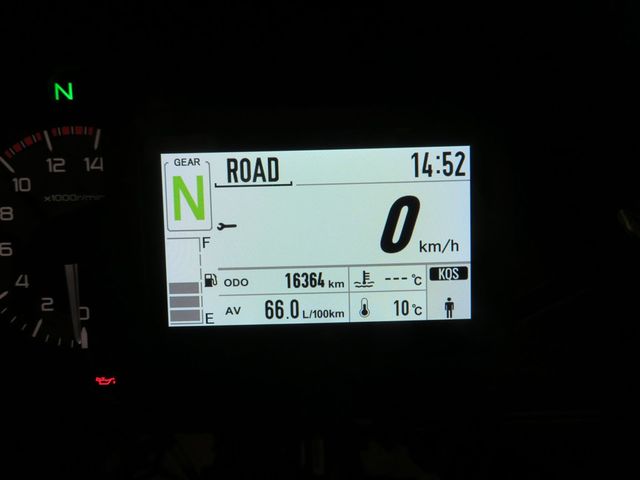 N
GEAR
N
ROAD
14:52
0 km/h
F
E
ODO 16364 km
---°C
KQS
AV 66.0 L/100km
10°C
14
12
10
8
6
4
2
0
x1000r/min